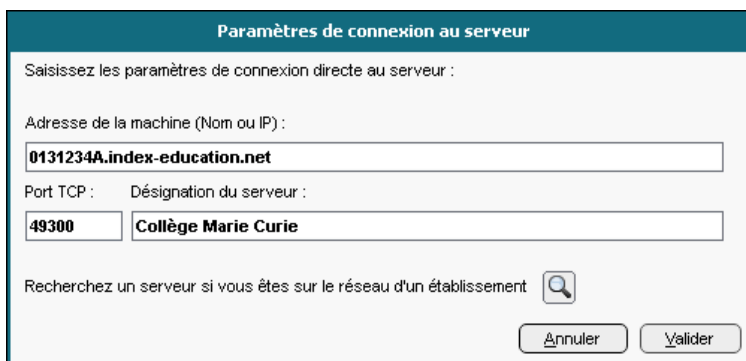 Paramètres de connexion au serveur
Saisissez les paramètres de connexion directe au serveur :
Adresse de la machine (Nom ou IP) :
0131234A.index-education.net
Port TCP : Désignation du serveur :
49300 Collège Marie Curie
Recherchez un serveur si vous êtes sur le réseau d'un établissement
Annuler Valider